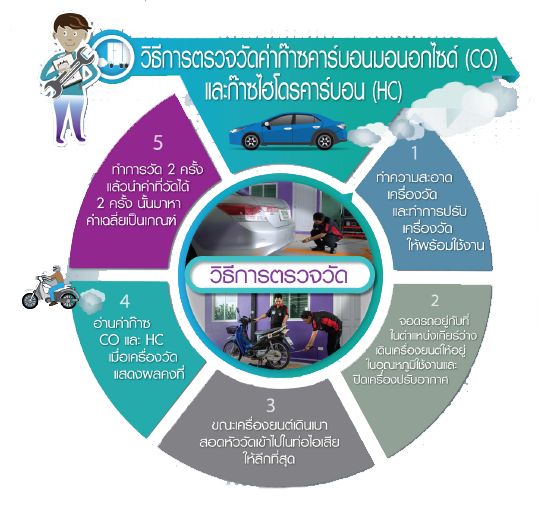 วิธีการตรวจวัดค่าก๊าซคาร์บอนมอนอกไซด์ (CO)
และก๊าซไฮโดรคาร์บอน (HC)
1
ทำความสะอาด
เครื่องวัด
และทำการปรับ
เครื่องวัด
ให้พร้อมใช้งาน
2
จอดรถอยู่กับที่
ในตำแหน่งเกียร์ว่าง
เดินเครื่องยนต์ให้อยู่
ในอุณหภูมิใช้งานและ
ปิดเครื่องปรับอากาศ
3
ขณะเครื่องยนต์เดินเบา
สอดหัววัดเข้าไปในท่อไอเสีย
ให้ลึกที่สุด
4
อ่านค่าก๊าซ
CO และ HC
เมื่อเครื่องวัด
แสดงผลคงที่
5
ทำการวัด 2 ครั้ง
แล้วนำค่าที่วัดได้
2 ครั้ง นั้นมาหา
ค่าเฉลี่ยเป็นเกณฑ์
วิธีการตรวจวัด